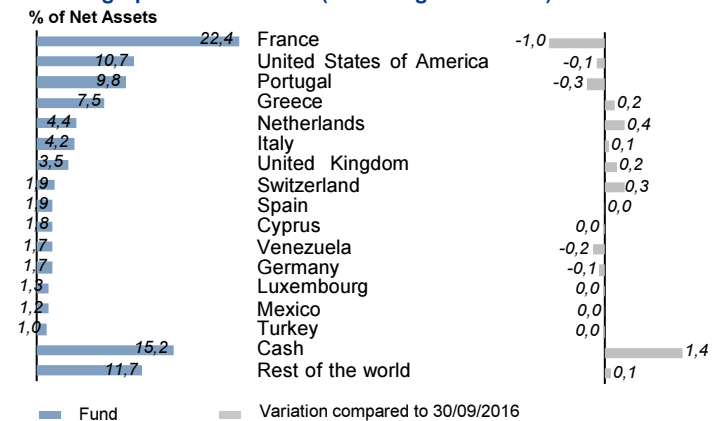 % of Net Assets
22,4 France -1,0
10,7 United States of America -0,1
9,8 Portugal -0,3
7,5 Greece 0,2
4,4 Netherlands 0,4
4,2 Italy 0,1
3,5 United Kingdom 0,2
1,9 Switzerland 0,3
1,9 Spain 0,0
1,8 Cyprus 0,0
1,7 Venezuela -0,2
1,7 Germany -0,1
1,3 Luxembourg 0,0
1,2 Mexico 0,0
1,0 Turkey 0,0
15,2 Cash 1,4
11,7 Rest of the world 0,1
Fund Variation compared to 30/09/2016